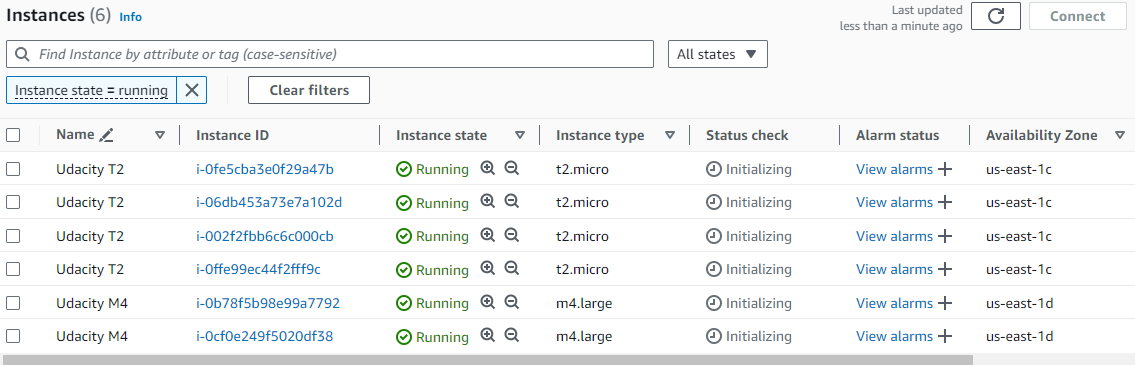 Instances (6) Info
Last updated
less than a minute ago
Connect
Find Instance by attribute or tag (case-sensitive)
All states
Instance state = running
Clear filters
Name Instance ID Instance state Instance type Status check Alarm status Availability Zone
Udacity T2 i-0fe5cba3e0f29a47b Running t2.micro Initializing View alarms + us-east-1c
Udacity T2 i-06db453a73e7a102d Running t2.micro Initializing View alarms + us-east-1c
Udacity T2 i-002f2fbb6c6c000cb Running t2.micro Initializing View alarms + us-east-1c
Udacity T2 i-0ffe99ec44f2fff9c Running t2.micro Initializing View alarms + us-east-1c
Udacity M4 i-0b78f5b98e99a7792 Running m4.large Initializing View alarms + us-east-1d
Udacity M4 i-0cf0e249f5020df38 Running m4.large Initializing View alarms + us-east-1d